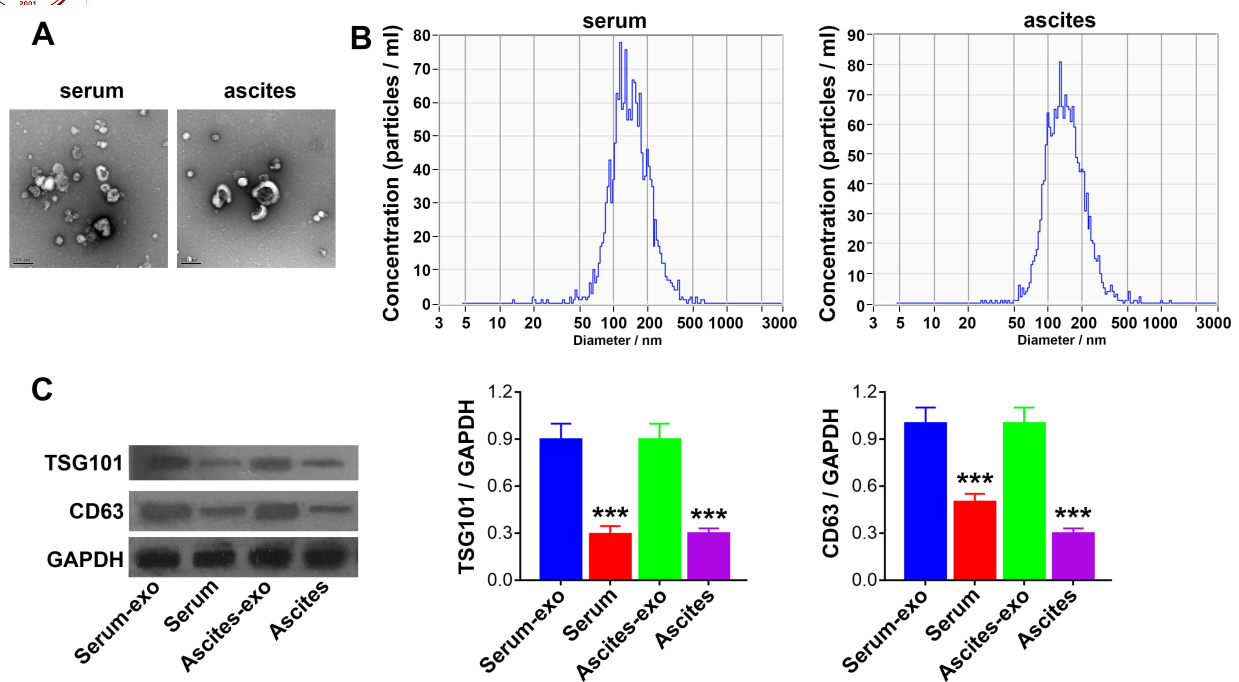 2001
A
serum
ascites
B
serum
Concentration (particles / ml)
80
70
60
50
40
30
20
10
0
3 5 10 20 50 100 200 500 1000 3000
Diameter / nm
ascites
Concentration (particles / ml)
90
80
70
60
50
40
30
20
10
0
3 5 10 20 50 100 200 500 1000 3000
Diameter / nm
C
TSG101
CD63
GAPDH
Serum-exo
Serum
Ascites-exo
Ascites
TSG101 / GAPDH
1.2
0.9
0.6
0.3
0.0
***
***
Serum-exo
Serum
Ascites-exo
Ascites
CD63 / GAPDH
1.2
0.9
0.6
0.3
0.0
***
***
Serum-exo
Serum
Ascites-exo
Ascites